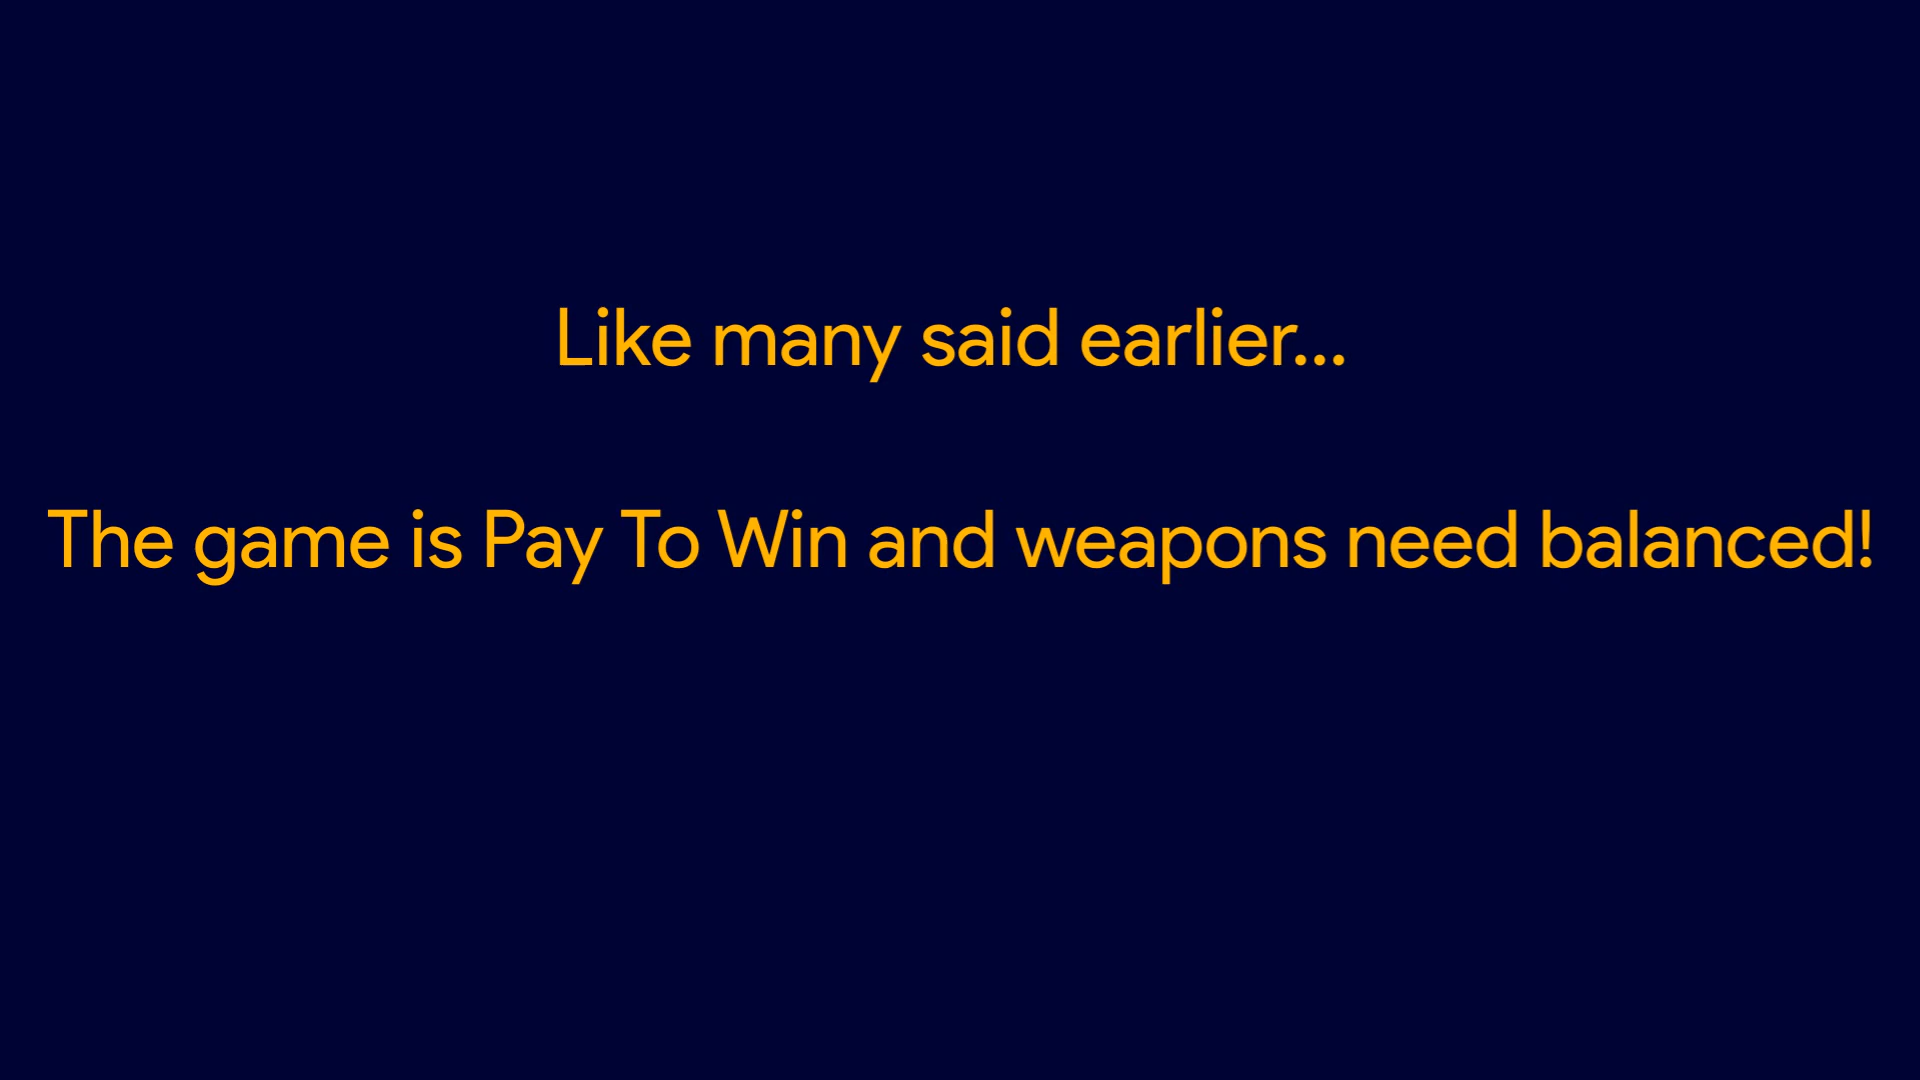 Like many said earlier...
The game is Pay To Win and weapons need balanced!